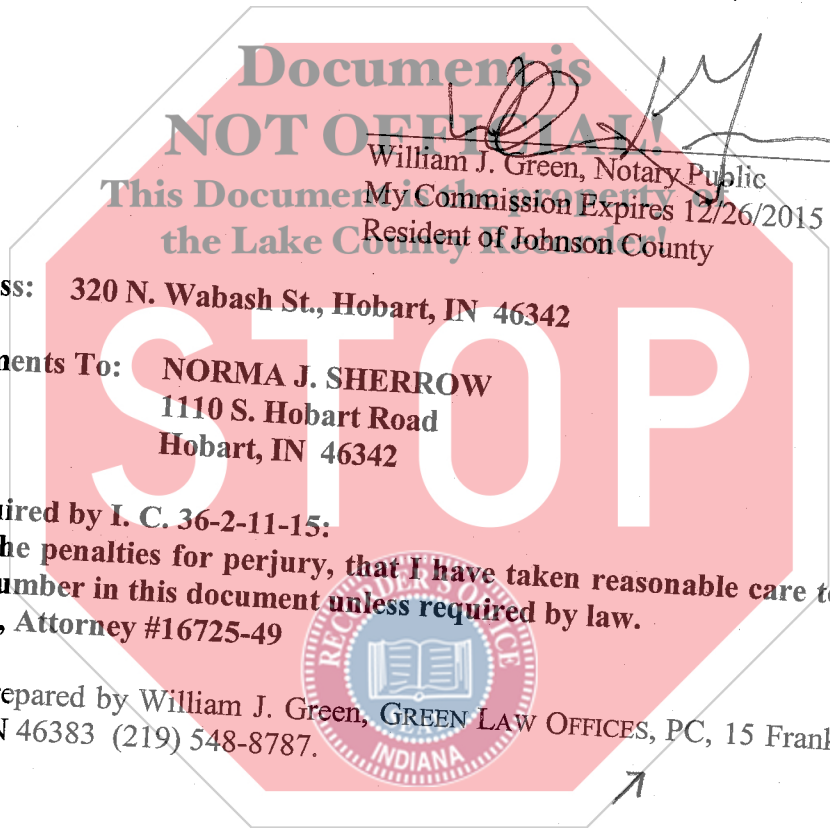 Document is
NOT OFFICIAL!
This Document is the property of
the Lake County Recorder!
William J. Green, Notary Public
My Commission Expires 12/26/2015
Resident of Johnson County
ss: 320 N. Wabash St., Hobart, IN 46342
ments To: NORMA J. SHERROW
1110 S. Hobart Road
Hobart, IN 46342
STOP
uired by I. C. 36-2-11-15:
he penalties for perjury, that I have taken reasonable care to
umber in this document unless required by law.
, Attorney #16725-49
repared by William J. Green, GREEN LAW OFFICES, PC, 15 Frank
N 46383 (219) 548-8787.
RECORDER'S OFFICE
INDIANA